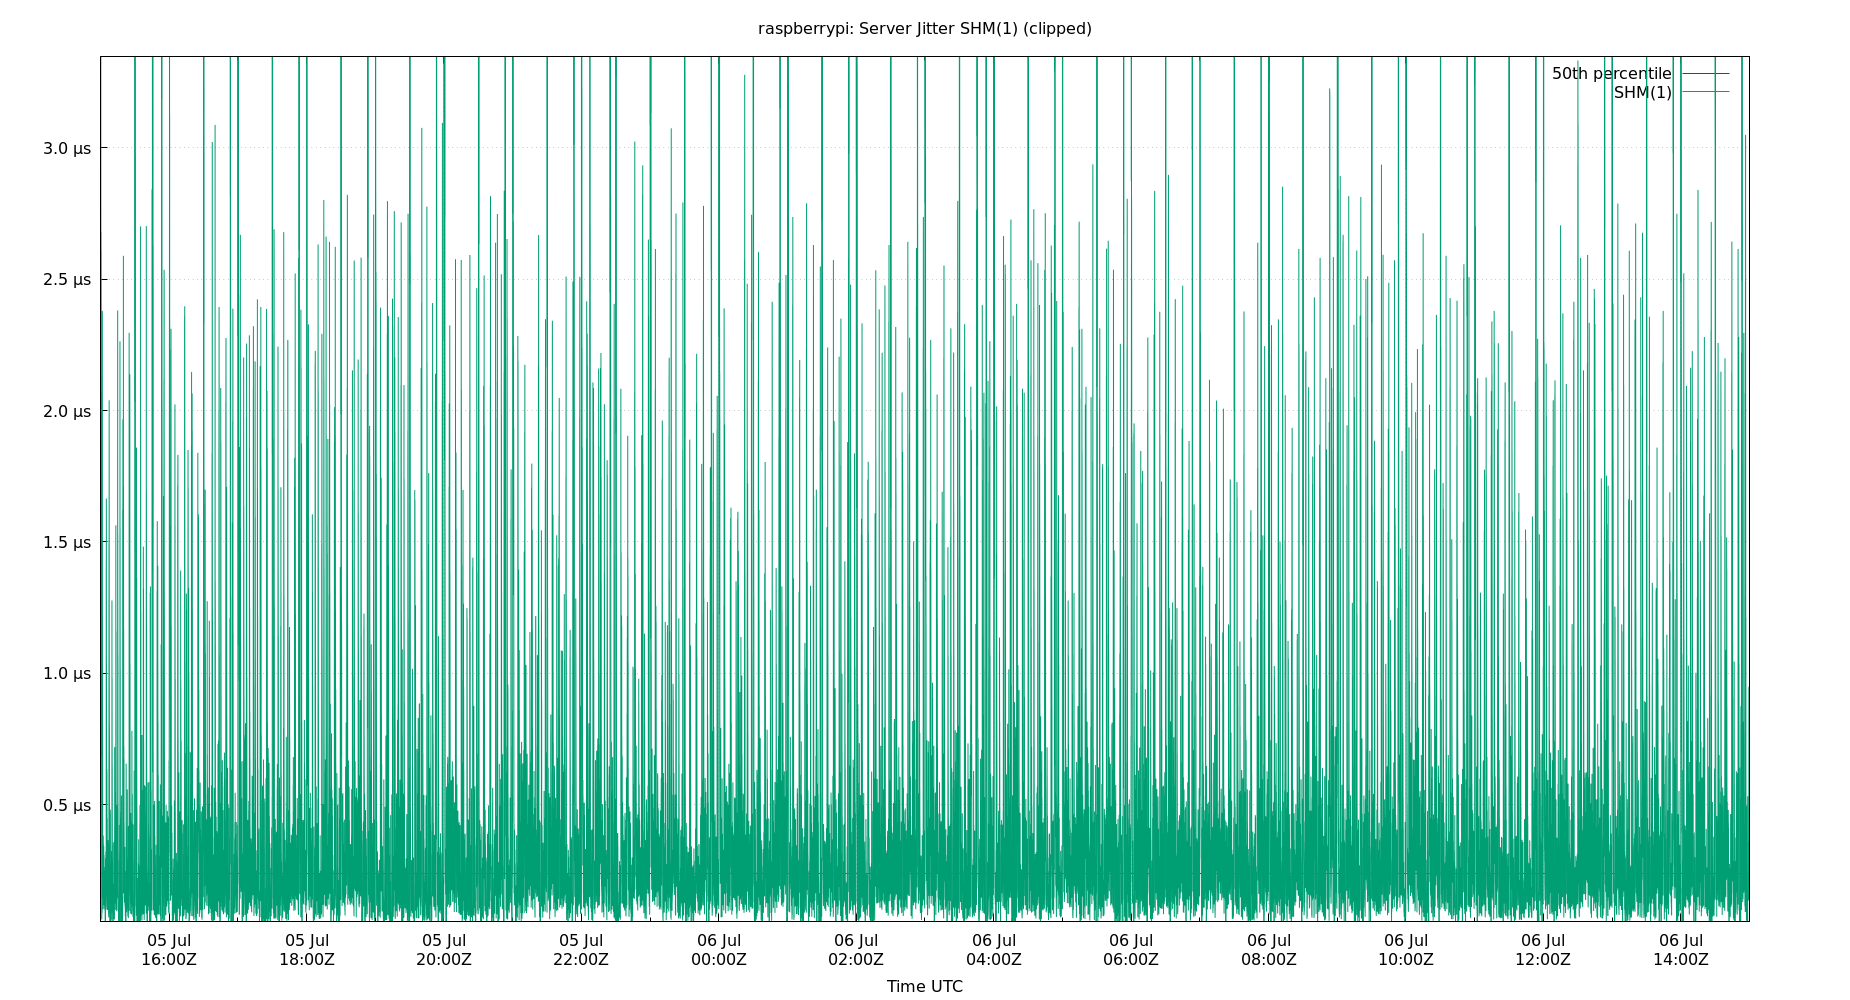 raspberrypi: Server Jitter SHM(1) (clipped)
50th percentile
SHM(1)
3.0 µs
2.5 µs
2.0 µs
1.5 µs
1.0 µs
0.5 µs
05 Jul 05 Jul 05 Jul 05 Jul 06 Jul 06 Jul 06 Jul 06 Jul 06 Jul 06 Jul 06 Jul 06 Jul
16:00Z 18:00Z 20:00Z 22:00Z 00:00Z 02:00Z 04:00Z 06:00Z 08:00Z 10:00Z 12:00Z 14:00Z
Time UTC